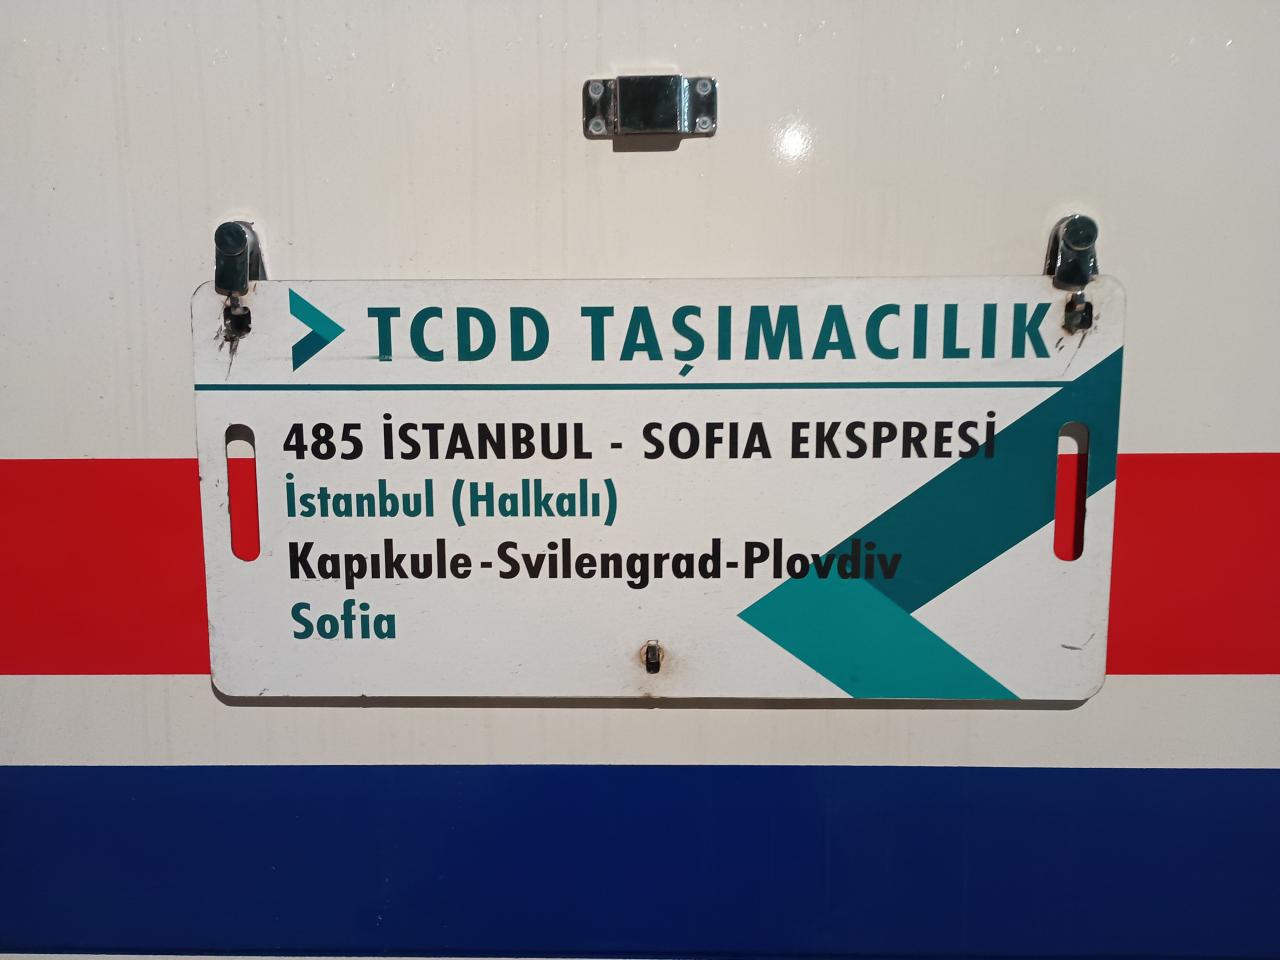 TCDD TAŞIMACILIK
485 İSTANBUL - SOFIA EKSPRESİ
İstanbul (Halkalı)
Kapıkule-Svilengrad-Plovdiv
Sofia